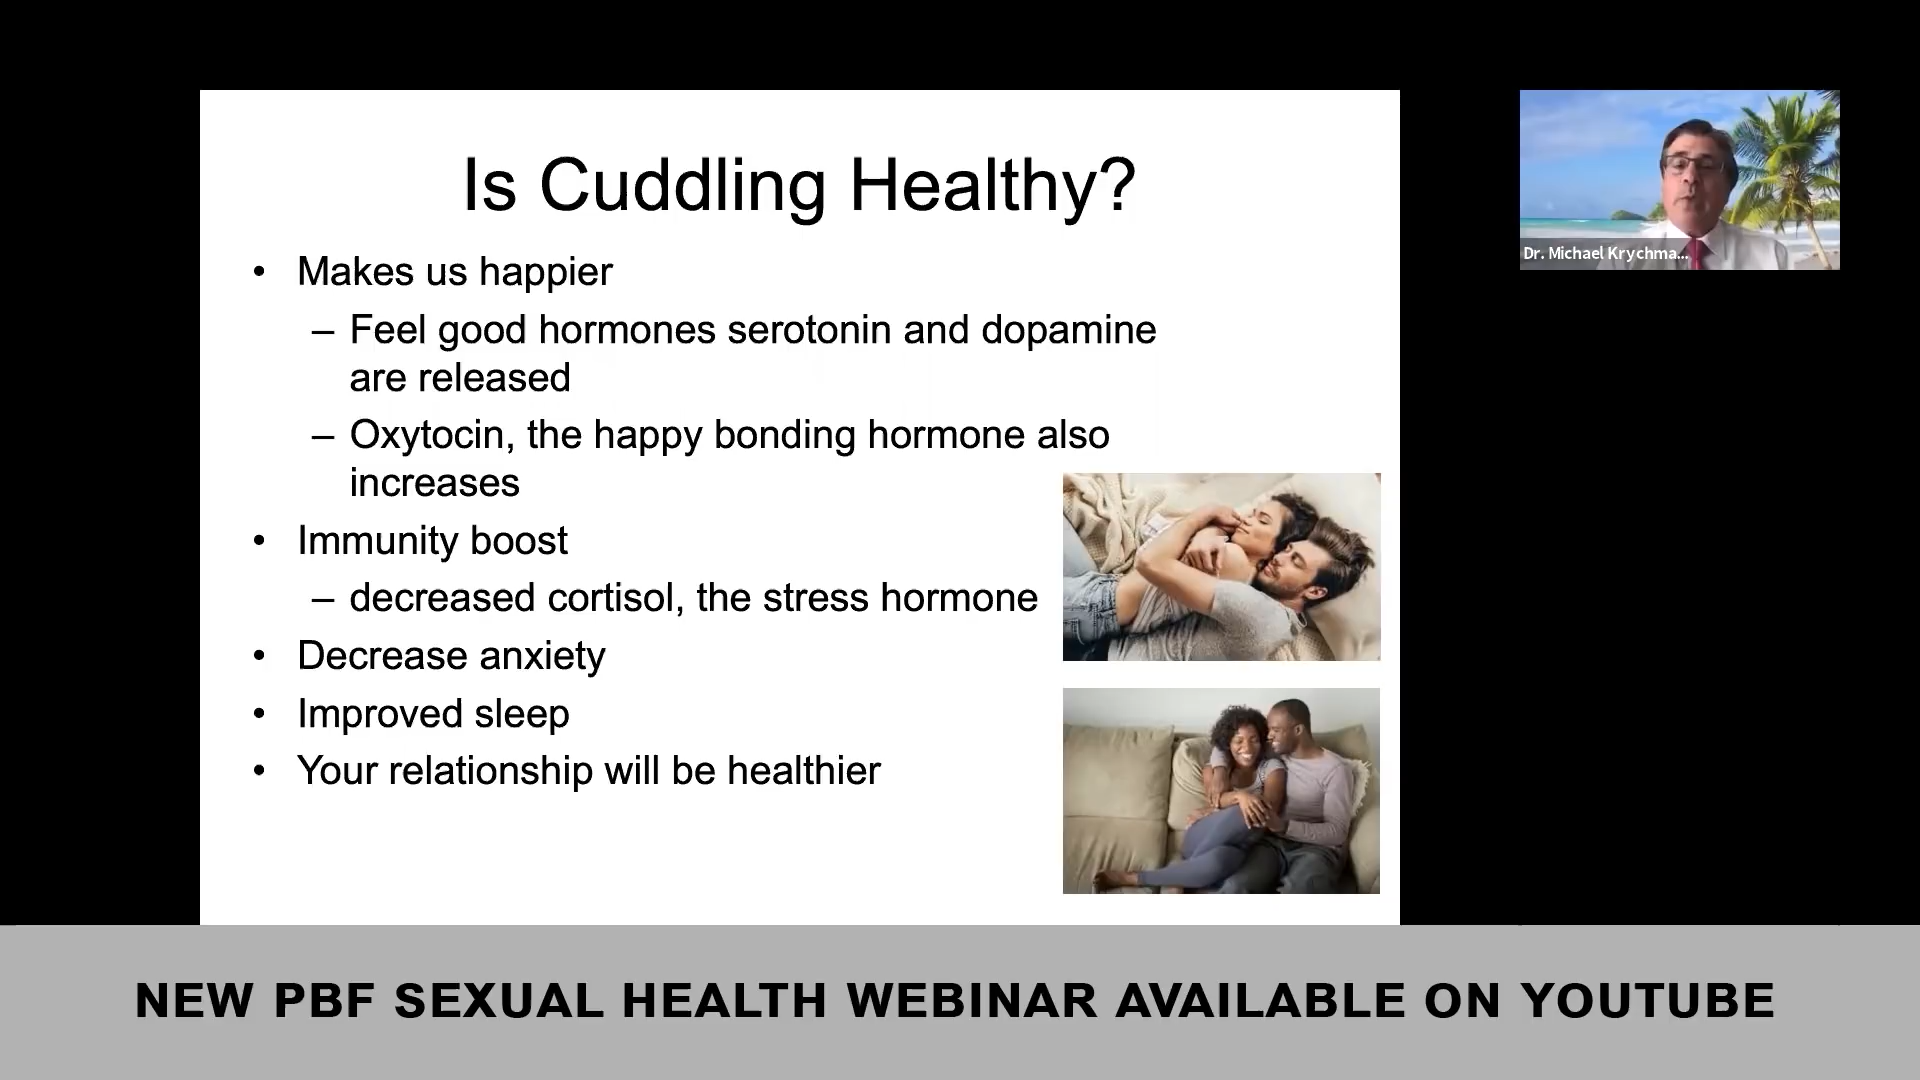 Is Cuddling Healthy?
• Makes us happier
– Feel good hormones serotonin and dopamine
are released
– Oxytocin, the happy bonding hormone also
increases
• Immunity boost
– decreased cortisol, the stress hormone
• Decrease anxiety
• Improved sleep
• Your relationship will be healthier
Dr. Michael Krychma...
NEW PBF SEXUAL HEALTH WEBINAR AVAILABLE ON YOUTUBE